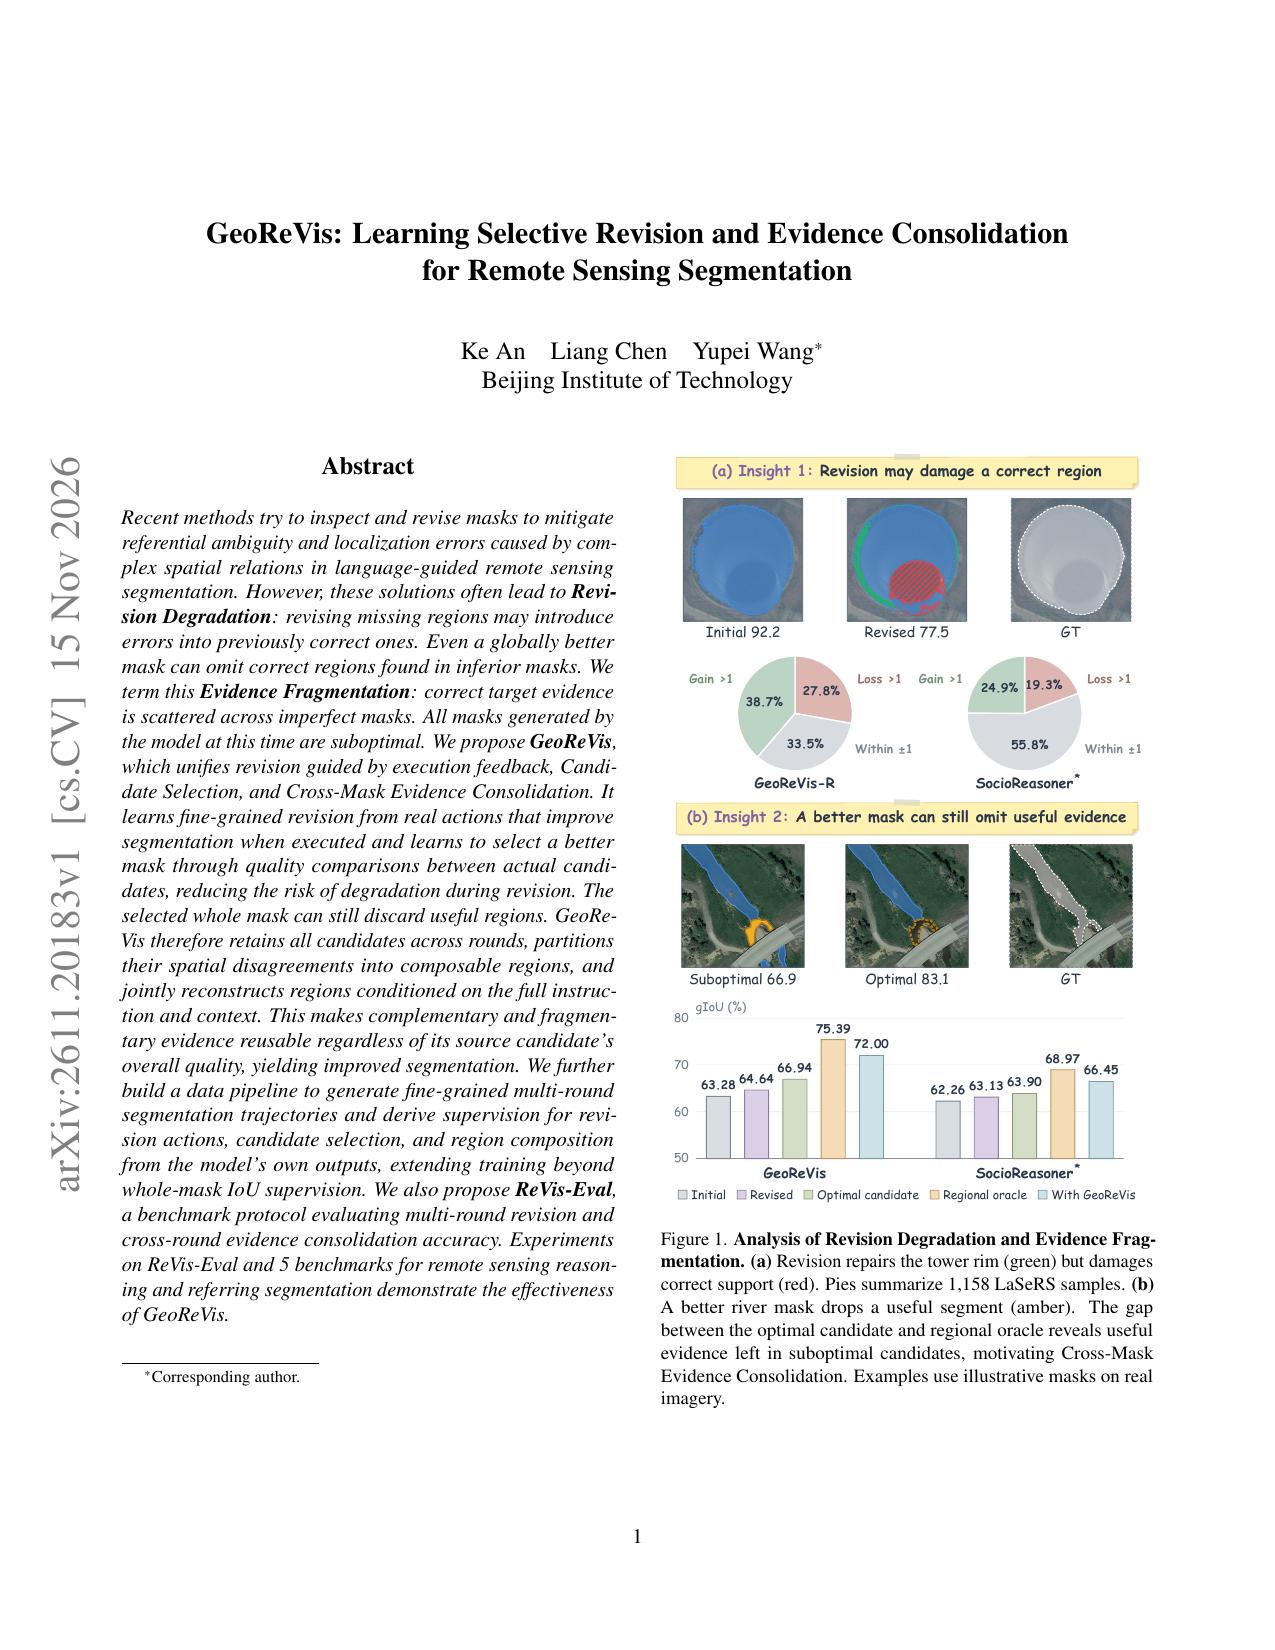 GeoReVis: Learning Selective Revision and Evidence Consolidation
for Remote Sensing Segmentation
Ke An Liang Chen Yupei Wang*
Beijing Institute of Technology
arXiv:2611.20183v1 [cs.CV] 15 Nov 2026
Abstract
Recent methods try to inspect and revise masks to mitigate
referential ambiguity and localization errors caused by com-
plex spatial relations in language-guided remote sensing
segmentation. However, these solutions often lead to Revi-
sion Degradation: revising missing regions may introduce
errors into previously correct ones. Even a globally better
mask can omit correct regions found in inferior masks. We
term this Evidence Fragmentation: correct target evidence
is scattered across imperfect masks. All masks generated by
the model at this time are suboptimal. We propose GeoReVis,
which unifies revision guided by execution feedback, Candi-
date Selection, and Cross-Mask Evidence Consolidation. It
learns fine-grained revision from real actions that improve
segmentation when executed and learns to select a better
mask through quality comparisons between actual candi-
dates, reducing the risk of degradation during revision. The
selected whole mask can still discard useful regions. GeoRe-
Vis therefore retains all candidates across rounds, partitions
their spatial disagreements into composable regions, and
jointly reconstructs regions conditioned on the full instruc-
tion and context. This makes complementary and fragmen-
tary evidence reusable regardless of its source candidate's
overall quality, yielding improved segmentation. We further
build a data pipeline to generate fine-grained multi-round
segmentation trajectories and derive supervision for revi-
sion actions, candidate selection, and region composition
from the model's own outputs, extending training beyond
whole-mask IoU supervision. We also propose ReVis-Eval,
a benchmark protocol evaluating multi-round revision and
cross-round evidence consolidation accuracy. Experiments
on ReVis-Eval and 5 benchmarks for remote sensing reason-
ing and referring segmentation demonstrate the effectiveness
of GeoReVis.
*Corresponding author.
(a) Insight 1: Revision may damage a correct region
Initial 92.2 Revised 77.5 GT
Gain >1 38.7% 27.8% Loss >1 33.5% Within ±1
Gain >1 24.9% 19.3% Loss >1 55.8% Within ±1
GeoReVis-R SocioReasoner*
(b) Insight 2: A better mask can still omit useful evidence
Suboptimal 66.9 Optimal 83.1 GT
gIoU (%)
80
70
60
50
63.28 64.64 66.94 75.39 72.00
62.26 63.13 63.90 68.97 66.45
GeoReVis SocioReasoner*
Initial Revised Optimal candidate Regional oracle With GeoReVis
Figure 1. Analysis of Revision Degradation and Evidence Frag-
mentation. (a) Revision repairs the tower rim (green) but damages
correct support (red). Pies summarize 1,158 LaSeRS samples. (b)
A better river mask drops a useful segment (amber). The gap
between the optimal candidate and regional oracle reveals useful
evidence left in suboptimal candidates, motivating Cross-Mask
Evidence Consolidation. Examples use illustrative masks on real
imagery.
1